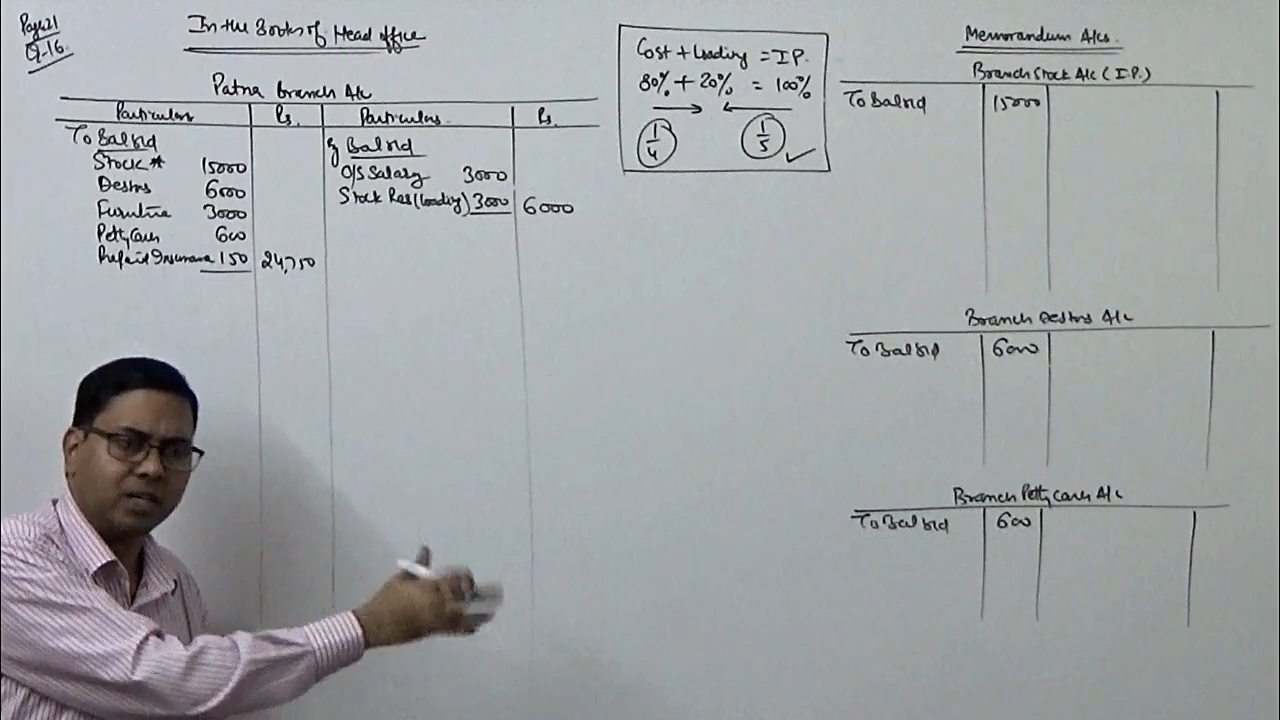 Page 21
Q-16.
In the Books of Head office
Patna Branch A/c
Particulars Rs. Particulars Rs.
To Bal b/d
Stock * 15000
Debtors 6000
Furniture 3000
Petty Cash 600
Prepaid Insurance 150 24,750
By Bal b/d
O/S Salary 3000
Stock Res (loading) 3000 6000
Cost + Loading = I.P.
80% + 20% = 100%
1/4 1/5
Memorandum A/cs.
Branch Stock A/c (I.P.)
To Bal b/d 15000
Branch Debtors A/c
To Bal b/d 6000
Branch Petty Cash A/c
To Bal b/d 600